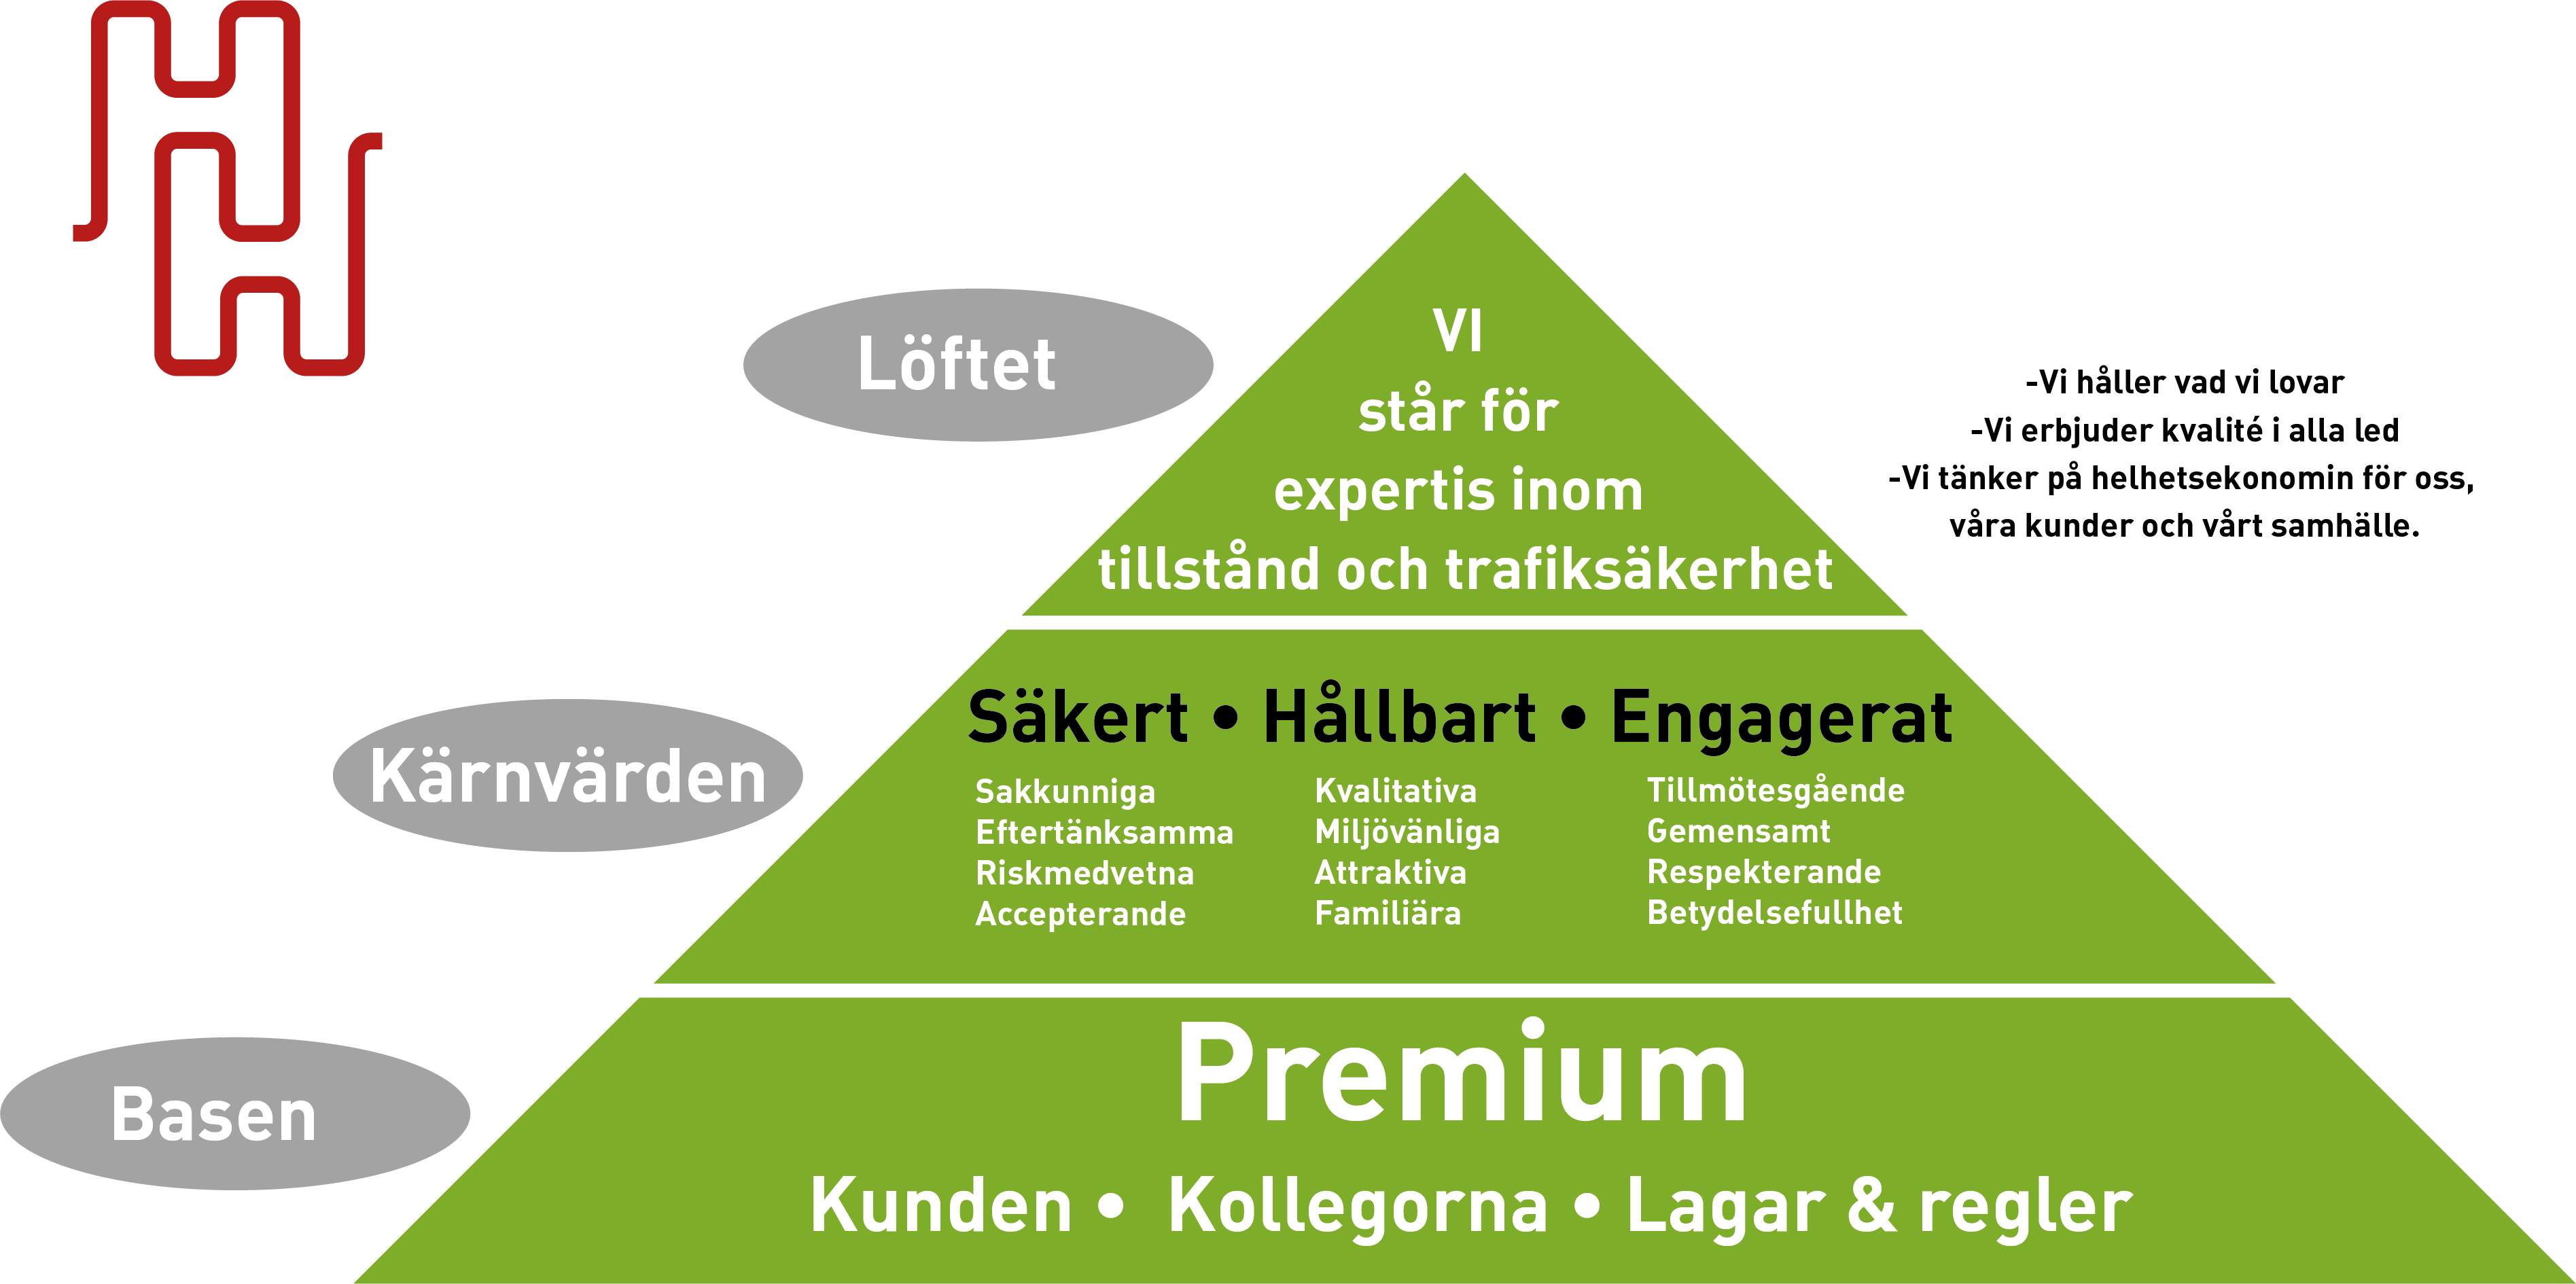 Löftet
VI
står för
expertis inom
tillstånd och trafiksäkerhet
-Vi håller vad vi lovar
-Vi erbjuder kvalité i alla led
-Vi tänker på helhetsekonomin för oss,
våra kunder och vårt samhälle.
Kärnvärden
Säkert • Hållbart • Engagerat
Sakkunniga
Eftertänksamma
Riskmedvetna
Accepterande
Kvalitativa
Miljövänliga
Attraktiva
Familiära
Tillmötesgående
Gemensamt
Respekterande
Betydelsefullhet
Basen
Premium
Kunden • Kollegorna • Lagar & regler